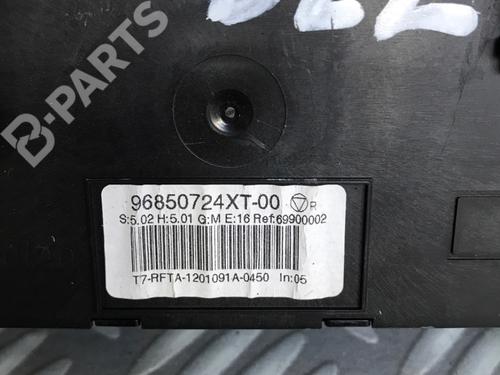 B-PARTS
96850724XT-00 R
S:5.02 H:5.01 G:M E:16 Ref:69900002
T7-RFTA-1201091A-0450 In:05